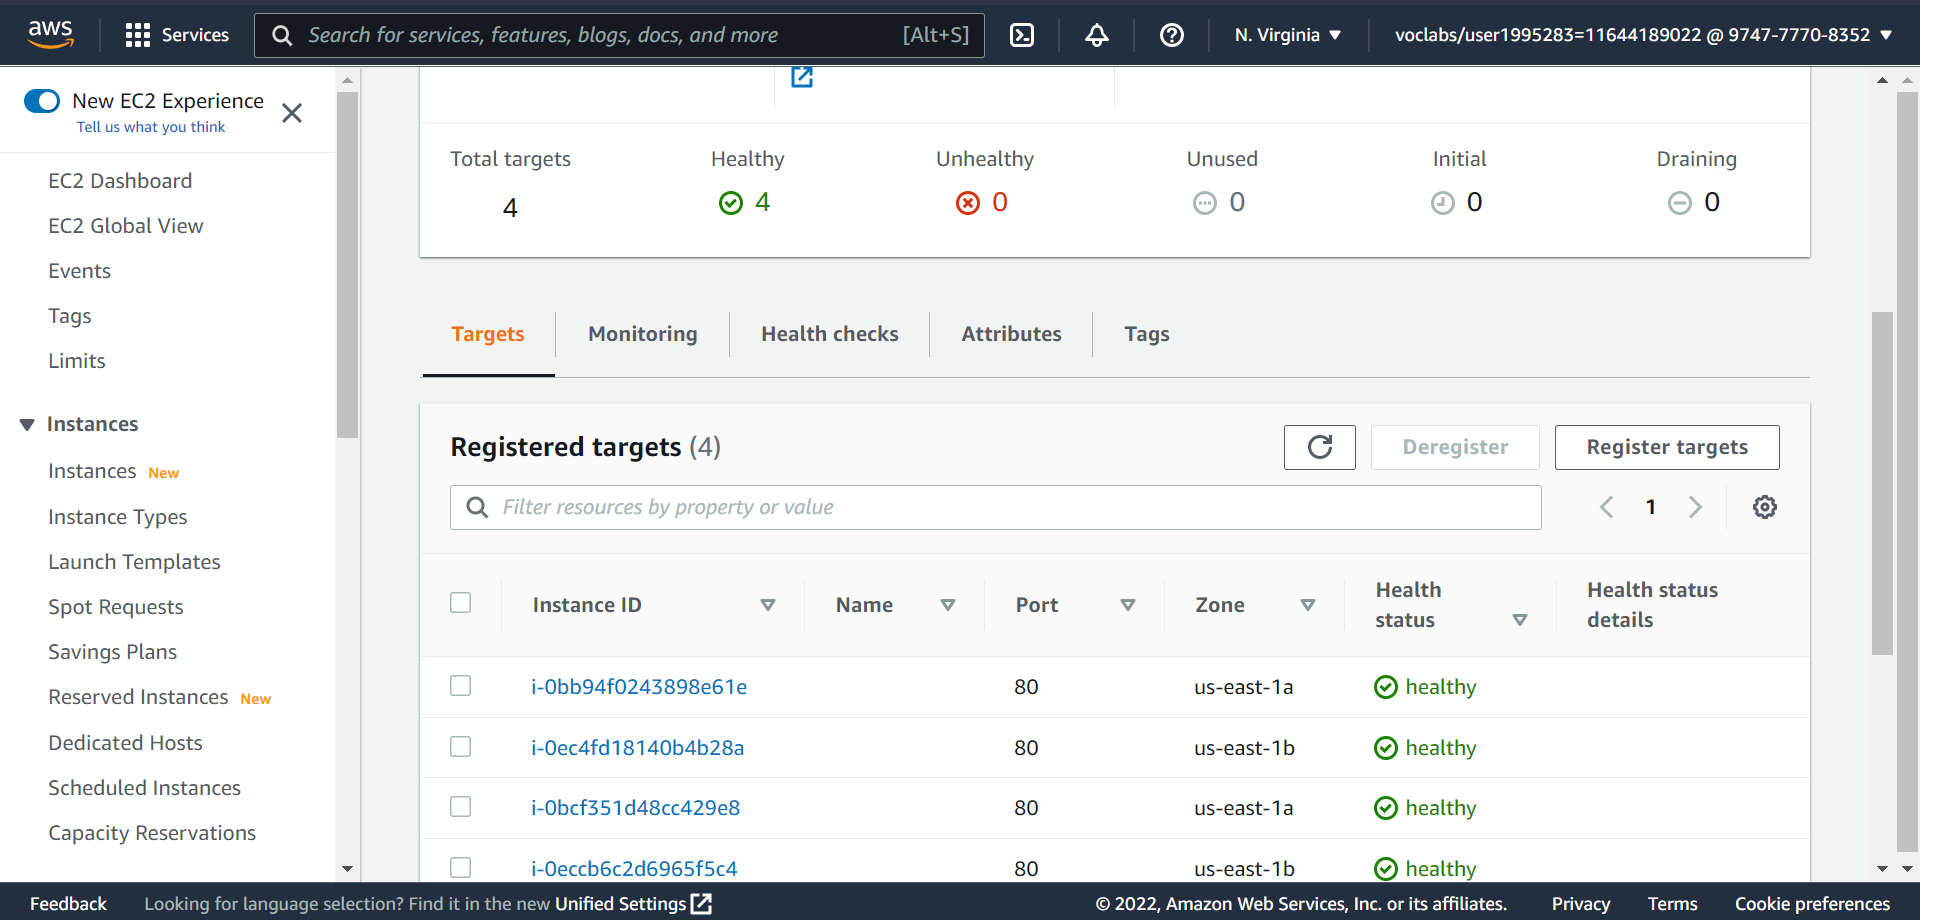 aws Services Search for services, features, blogs, docs, and more [Alt+S] N. Virginia voclabs/user1995283=11644189022 @ 9747-7770-8352
New EC2 Experience
Tell us what you think
EC2 Dashboard
EC2 Global View
Events
Tags
Limits
Instances
Instances New
Instance Types
Launch Templates
Spot Requests
Savings Plans
Reserved Instances New
Dedicated Hosts
Scheduled Instances
Capacity Reservations
Total targets Healthy Unhealthy Unused Initial Draining
4 4 0 0 0 0
Targets Monitoring Health checks Attributes Tags
Registered targets (4) Deregister Register targets
Filter resources by property or value 1
Instance ID Name Port Zone Health status Health status details
i-0bb94f0243898e61e 80 us-east-1a healthy
i-0ec4fd18140b4b28a 80 us-east-1b healthy
i-0bcf351d48cc429e8 80 us-east-1a healthy
i-0eccb6c2d6965f5c4 80 us-east-1b healthy
Feedback Looking for language selection? Find it in the new Unified Settings © 2022, Amazon Web Services, Inc. or its affiliates. Privacy Terms Cookie preferences